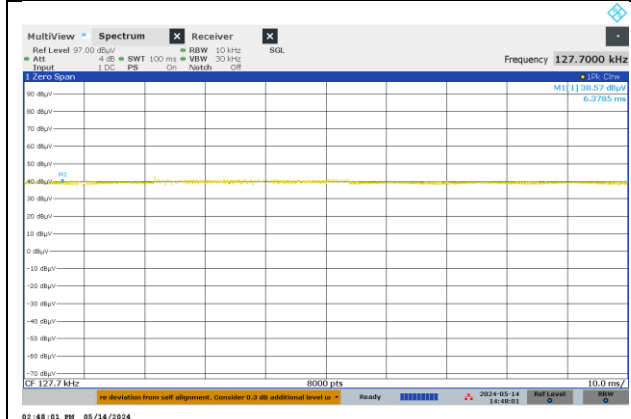 MultiView Spectrum X Receiver X
Ref Level 97.00 dBµV RBW 10 kHz SGL
Att 4 dB SWT 100 ms VBW 30 kHz
Input 1 DC PS On Notch Off
Frequency 127.7000 kHz
1 Zero Span 1Pk Clrw
M1[1] 38.57 dBµV
6.3785 ms
90 dBµV
80 dBµV
70 dBµV
60 dBµV
50 dBµV
M1
40 dBµV
30 dBµV
20 dBµV
10 dBµV
0 dBµV
-10 dBµV
-20 dBµV
-30 dBµV
-40 dBµV
-50 dBµV
-60 dBµV
-70 dBµV
CF 127.7 kHz 8000 pts 10.0 ms/
re deviation from self alignment. Consider 0.3 dB additional level u Ready 2024-05-14 Ref Level RBW
14:48:01
02:48:01 PM 05/14/2024